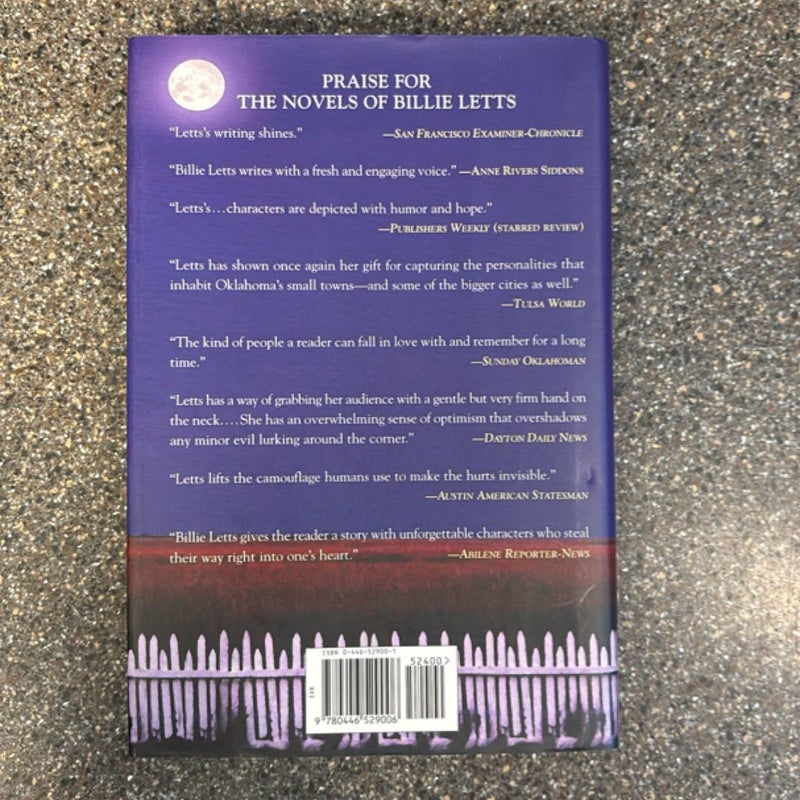 PRAISE FOR
THE NOVELS OF BILLIE LETTS
“Letts’s writing shines.” —SAN FRANCISCO EXAMINER-CHRONICLE
“Billie Letts writes with a fresh and engaging voice.” —ANNE RIVERS SIDDONS
“Letts’s…characters are depicted with humor and hope.”
—PUBLISHERS WEEKLY (STARRED REVIEW)
“Letts has shown once again her gift for capturing the personalities that
inhabit Oklahoma’s small towns—and some of the bigger cities as well.”
—TULSA WORLD
“The kind of people a reader can fall in love with and remember for a long
time.” —SUNDAY OKLAHOMAN
“Letts has a way of grabbing her audience with a gentle but very firm hand on
the neck….She has an overwhelming sense of optimism that overshadows
any minor evil lurking around the corner.” —DAYTON DAILY NEWS
“Letts lifts the camouflage humans use to make the hurts invisible.”
—AUSTIN AMERICAN STATESMAN
“Billie Letts gives the reader a story with unforgettable characters who steal
their way right into one’s heart.” —ABILENE REPORTER-NEWS
ISBN 0-446-52900-1
52400>
EAN
9 780446 529006